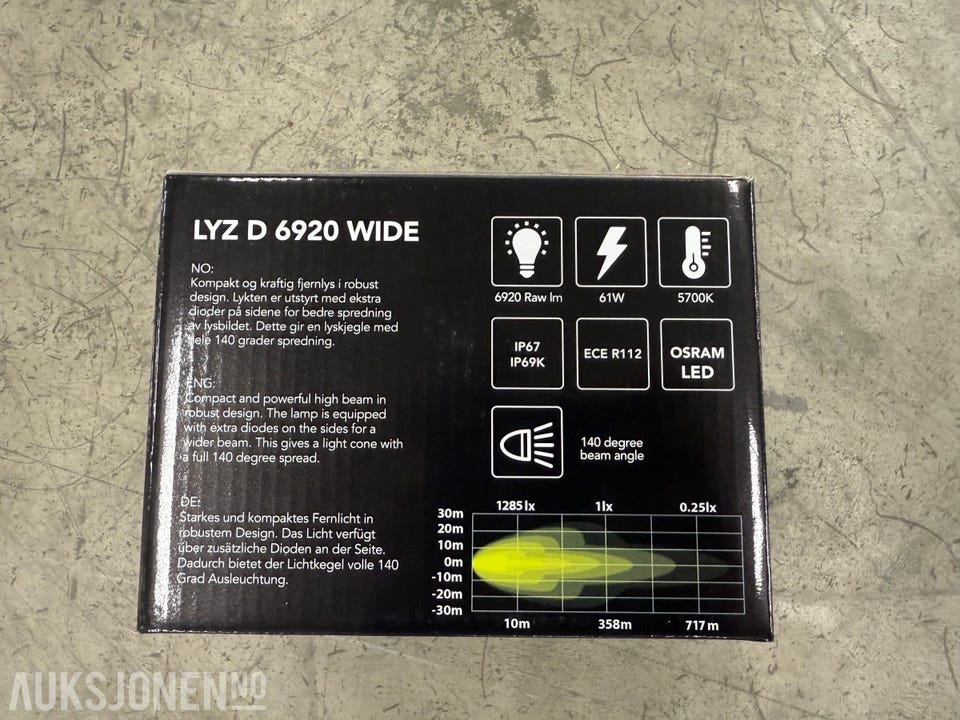 LYZ D 6920 WIDE
NO:
Kompakt og kraftig fjernlys i robust
design. Lykten er utstyrt med ekstra
dioder på sidene for bedre spredning
av lysbildet. Dette gir en lyskjegle med
hele 140 grader spredning.
ENG:
Compact and powerful high beam in
robust design. The lamp is equipped
with extra diodes on the sides for a
wider beam. This gives a light cone with
a full 140 degree spread.
DE:
Starkes und kompaktes Fernlicht in
robustem Design. Das Licht verfügt
über zusätzliche Dioden an der Seite.
Dadurch bietet der Lichtkegel volle 140
Grad Ausleuchtung.
6920 Raw lm
61W
5700K
IP67
IP69K
ECE R112
OSRAM
LED
140 degree
beam angle
1285 lx 1lx 0.25lx
30m
20m
10m
0m
-10m
-20m
-30m
10m 358m 717 m
AUKSJONEN NO